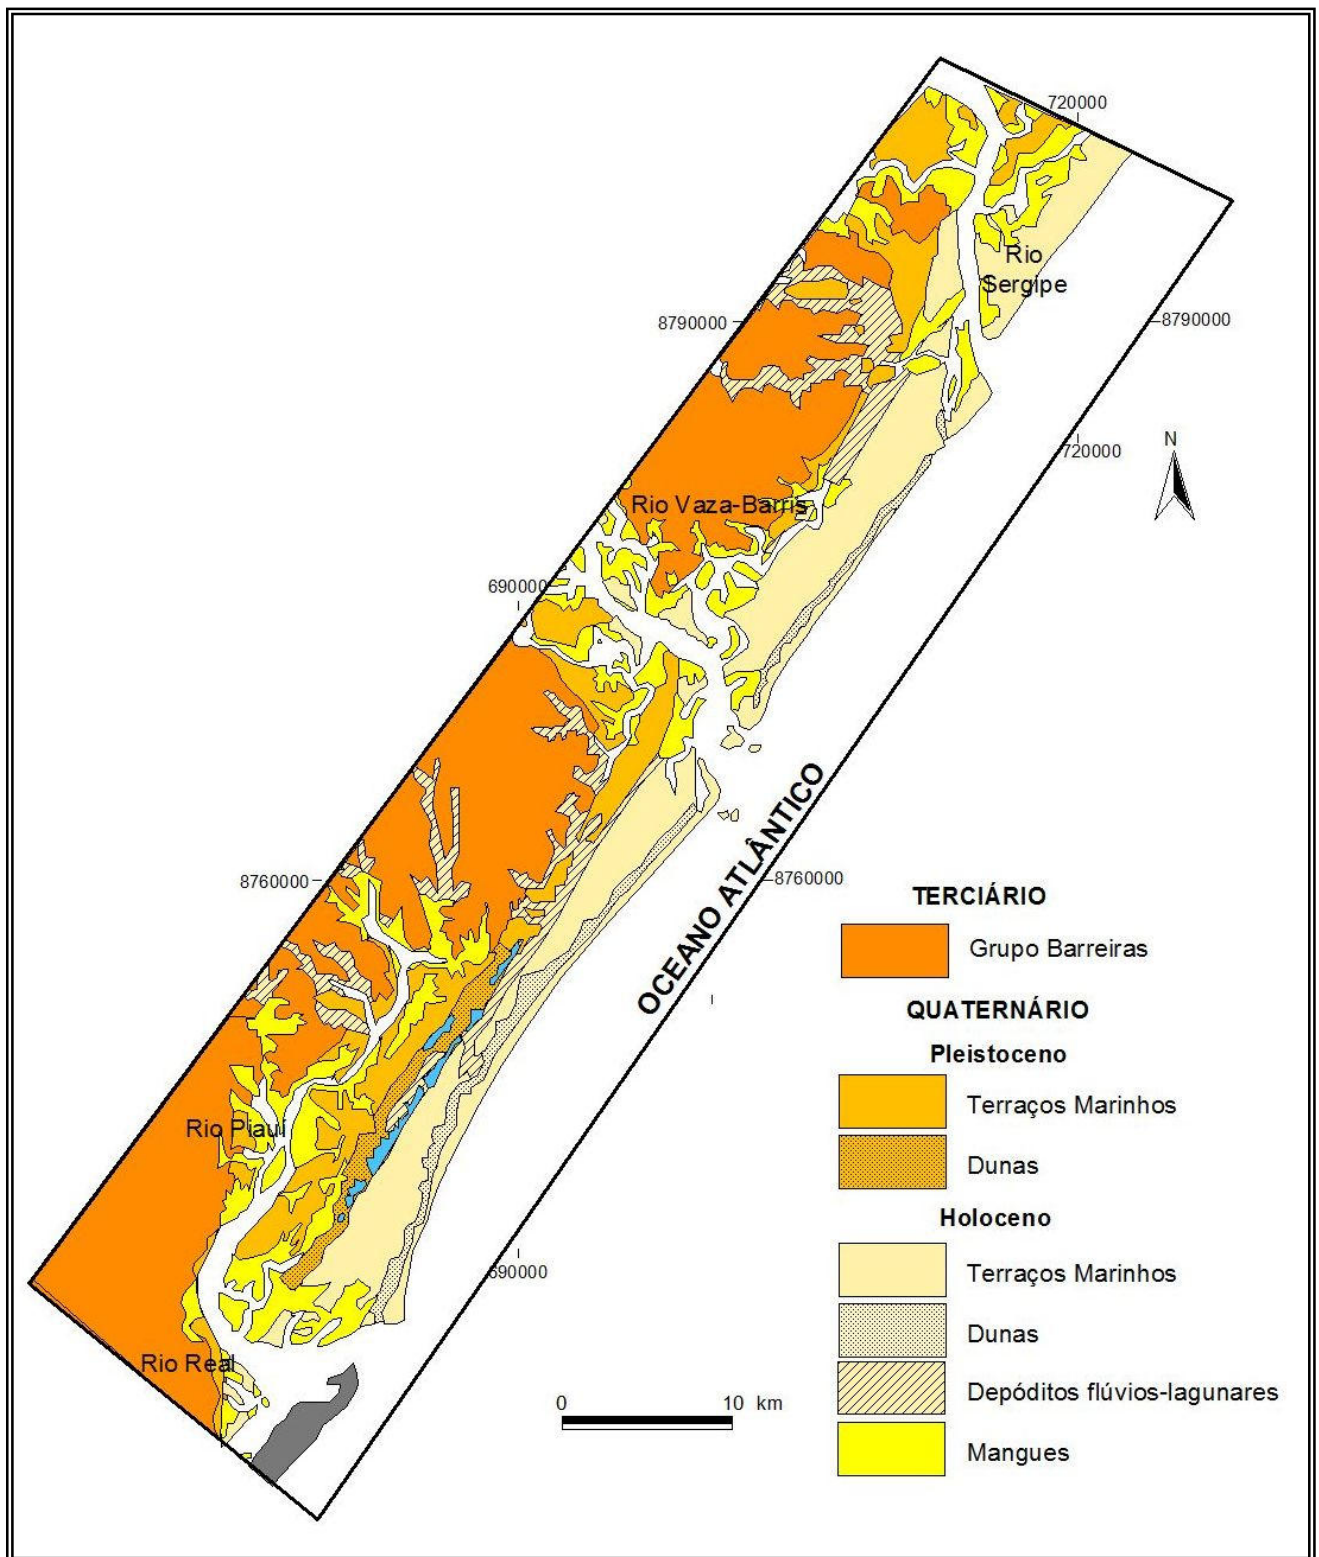 720000
Rio
Sergipe
8790000
8790000
720000
N
Rio Vaza-Barris
690000
OCEANO ATLÂNTICO
8760000
8760000
TERCIÁRIO
Grupo Barreiras
QUATERNÁRIO
Pleistoceno
Terraços Marinhos
Dunas
Rio Piauí
Holoceno
690000
Terraços Marinhos
Dunas
Rio Real
Depóditos flúvios-lagunares
0 10 km
Mangues